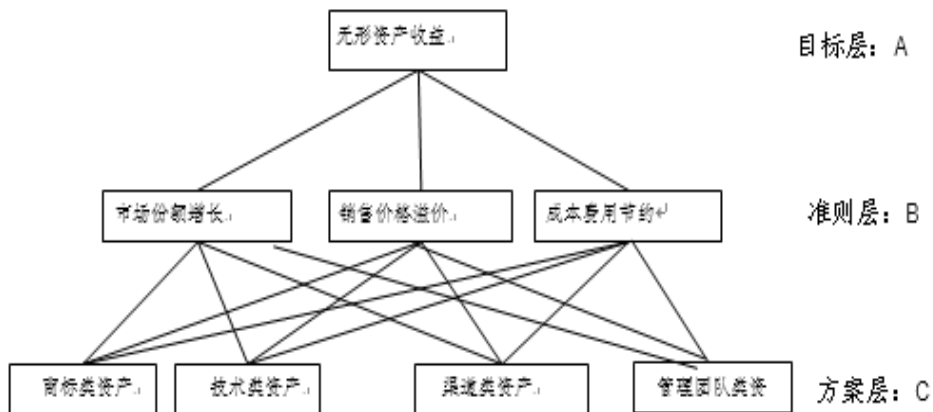 无形资产收益
目标层：A
市场份额增长
销售价格溢价
成本费用节约
准则层：B
商标类资产
技术类资产
渠道类资产
管理团队类资
方案层：C